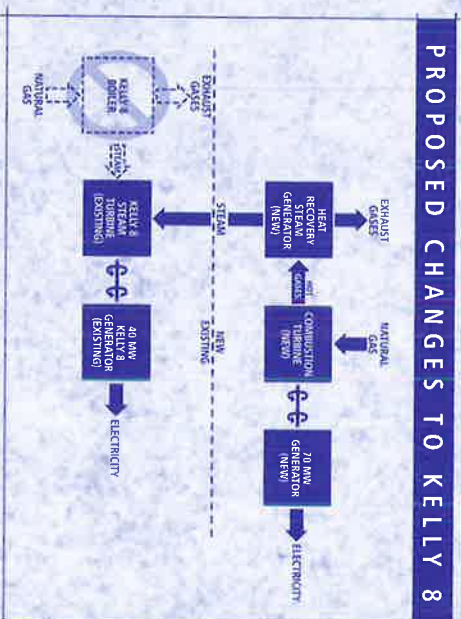 PROPOSED CHANGES TO KELLY 8
EXHAUST
GASES
NATURAL
GAS
HEAT
RECOVERY
STEAM
GENERATOR
(NEW)
HOT
GASES
COMBUSTION
TURBINE
(NEW)
70 MW
GENERATOR
(NEW)
ELECTRICITY
STEAM
NEW
EXISTING
EXHAUST
GASES
KELLY 8
BOILER
NATURAL
GAS
STEAM
KELLY 8
STEAM
TURBINE
(EXISTING)
40 MW
KELLY 8
GENERATOR
(EXISTING)
ELECTRICITY